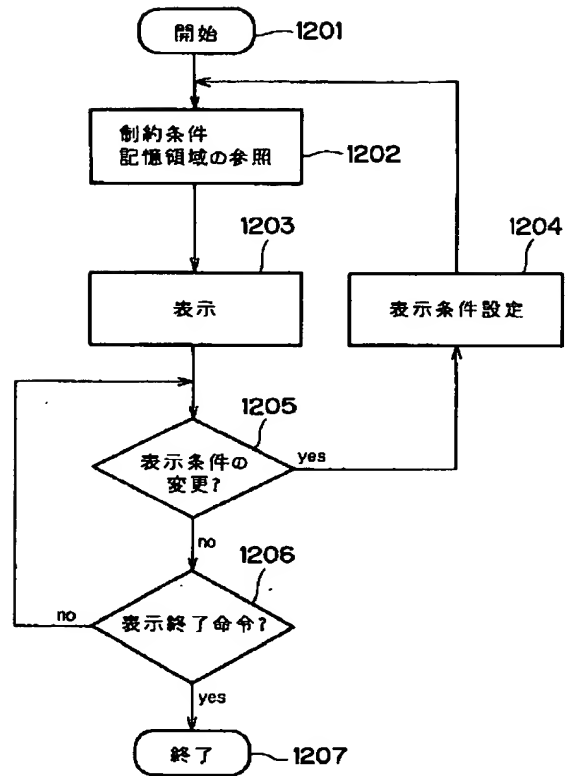 開始
1201
制約条件
記憶領域の参照
1202
1203
表示
1204
表示条件設定
1205
表示条件の
変更?
yes
no
1206
表示終了命令?
no
yes
終了
1207